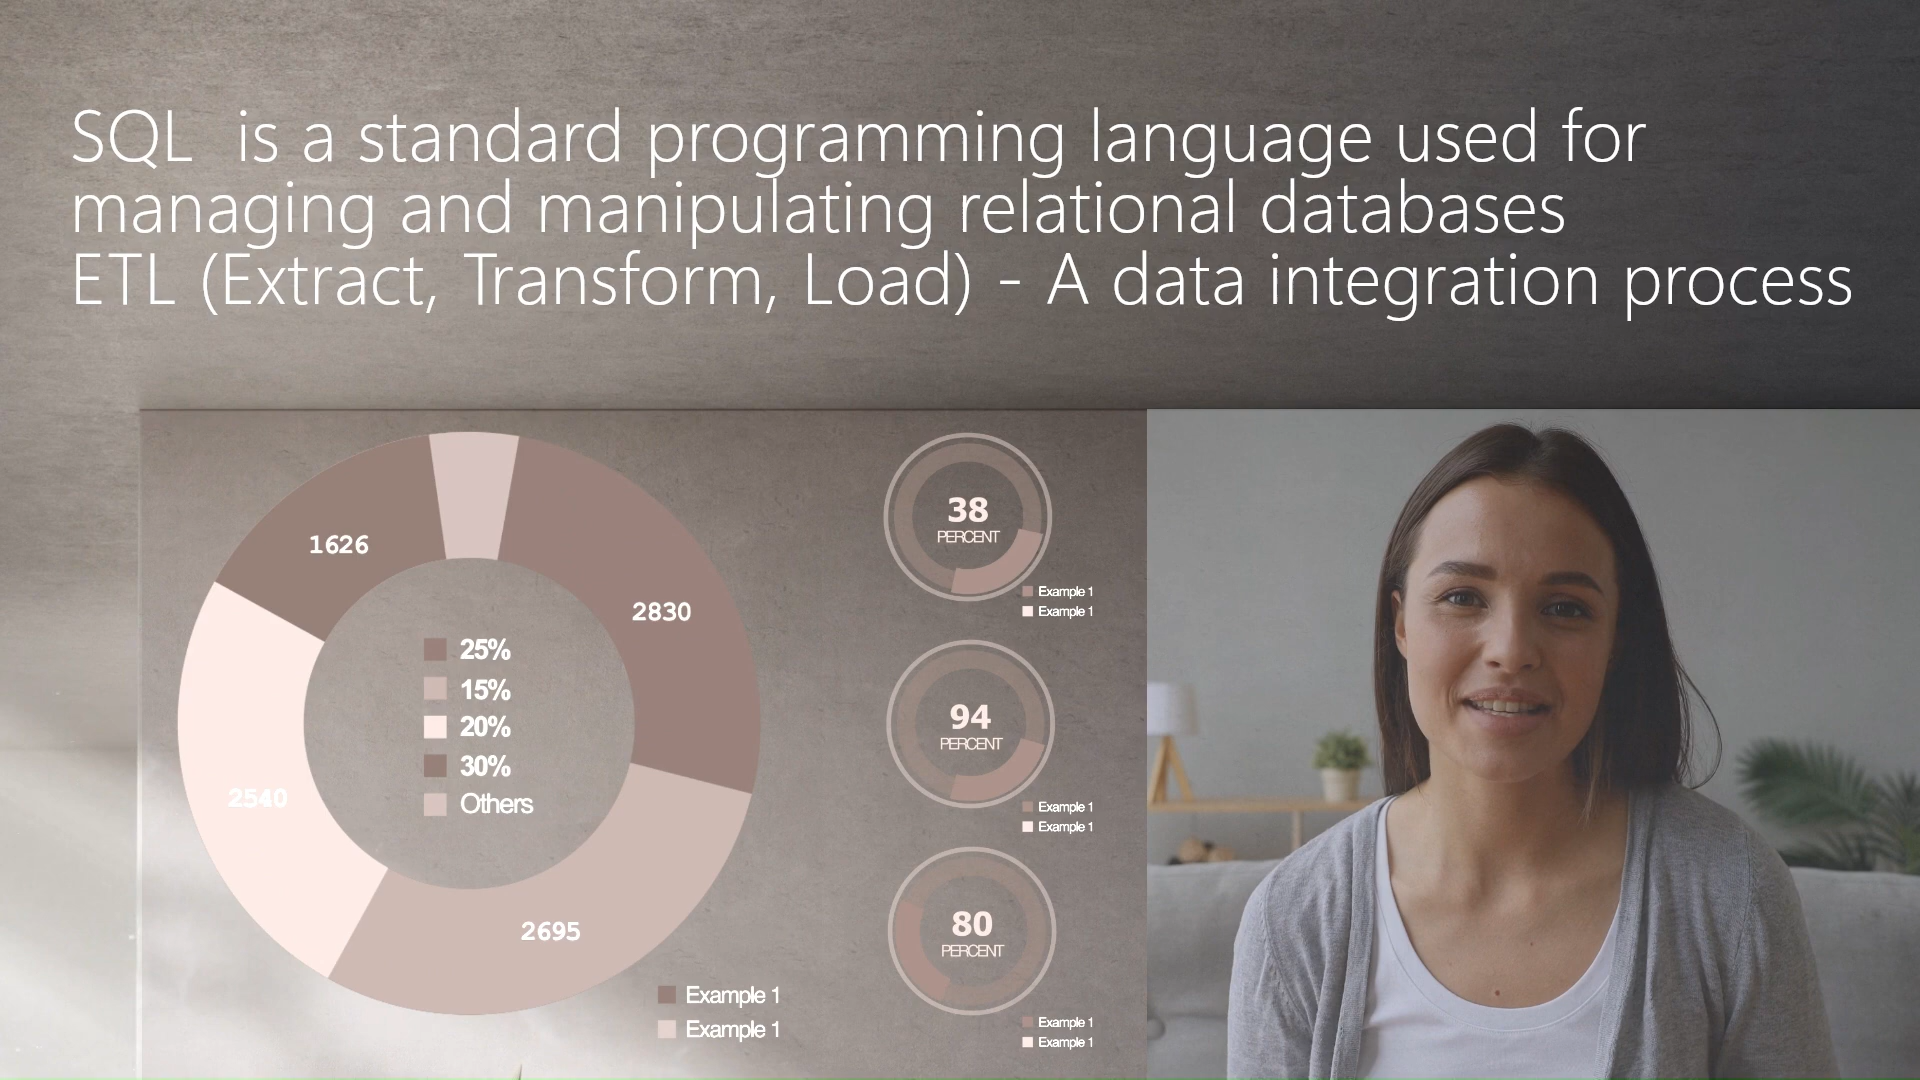 SQL is a standard programming language used for
managing and manipulating relational databases
ETL (Extract, Transform, Load) - A data integration process
1626
2830
2540
2695
25%
15%
20%
30%
Others
Example 1
Example 1
38
PERCENT
Example 1
Example 1
94
PERCENT
Example 1
Example 1
80
PERCENT
Example 1
Example 1